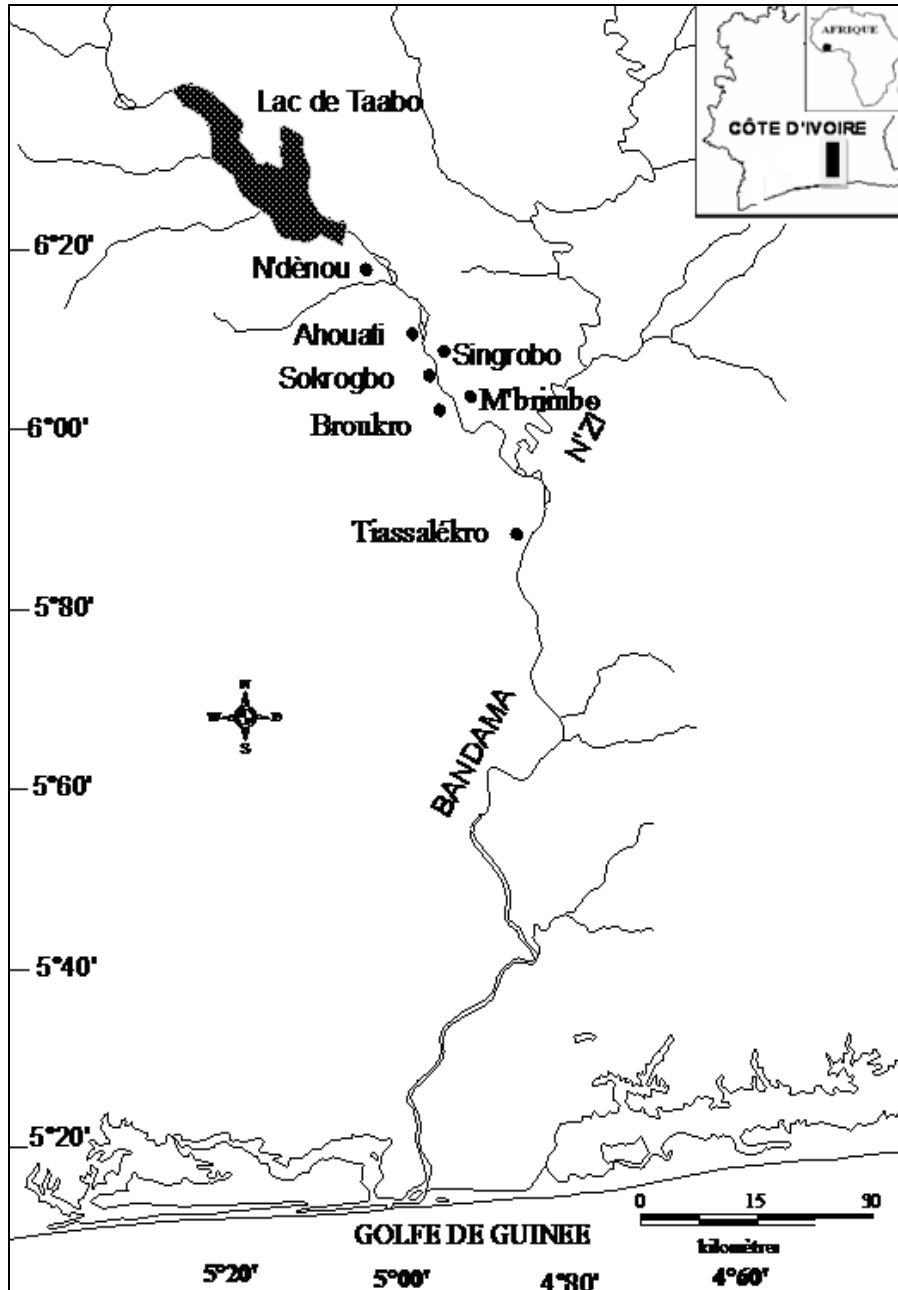 AFRIQUE
CÔTE D'IVOIRE
Lac de Taabo
6°20'
N'dènou
Ahouati
Singrobo
Sokrogbo
M'brimbo
Broukro
6°00'
N'ZI
Tiassalékro
5°80'
N
W
S
BANDAMA
5°60'
5°40'
5°20'
0 15 30
kilomètres
GOLFE DE GUINEE
5°20' 5°00' 4°80' 4°60'